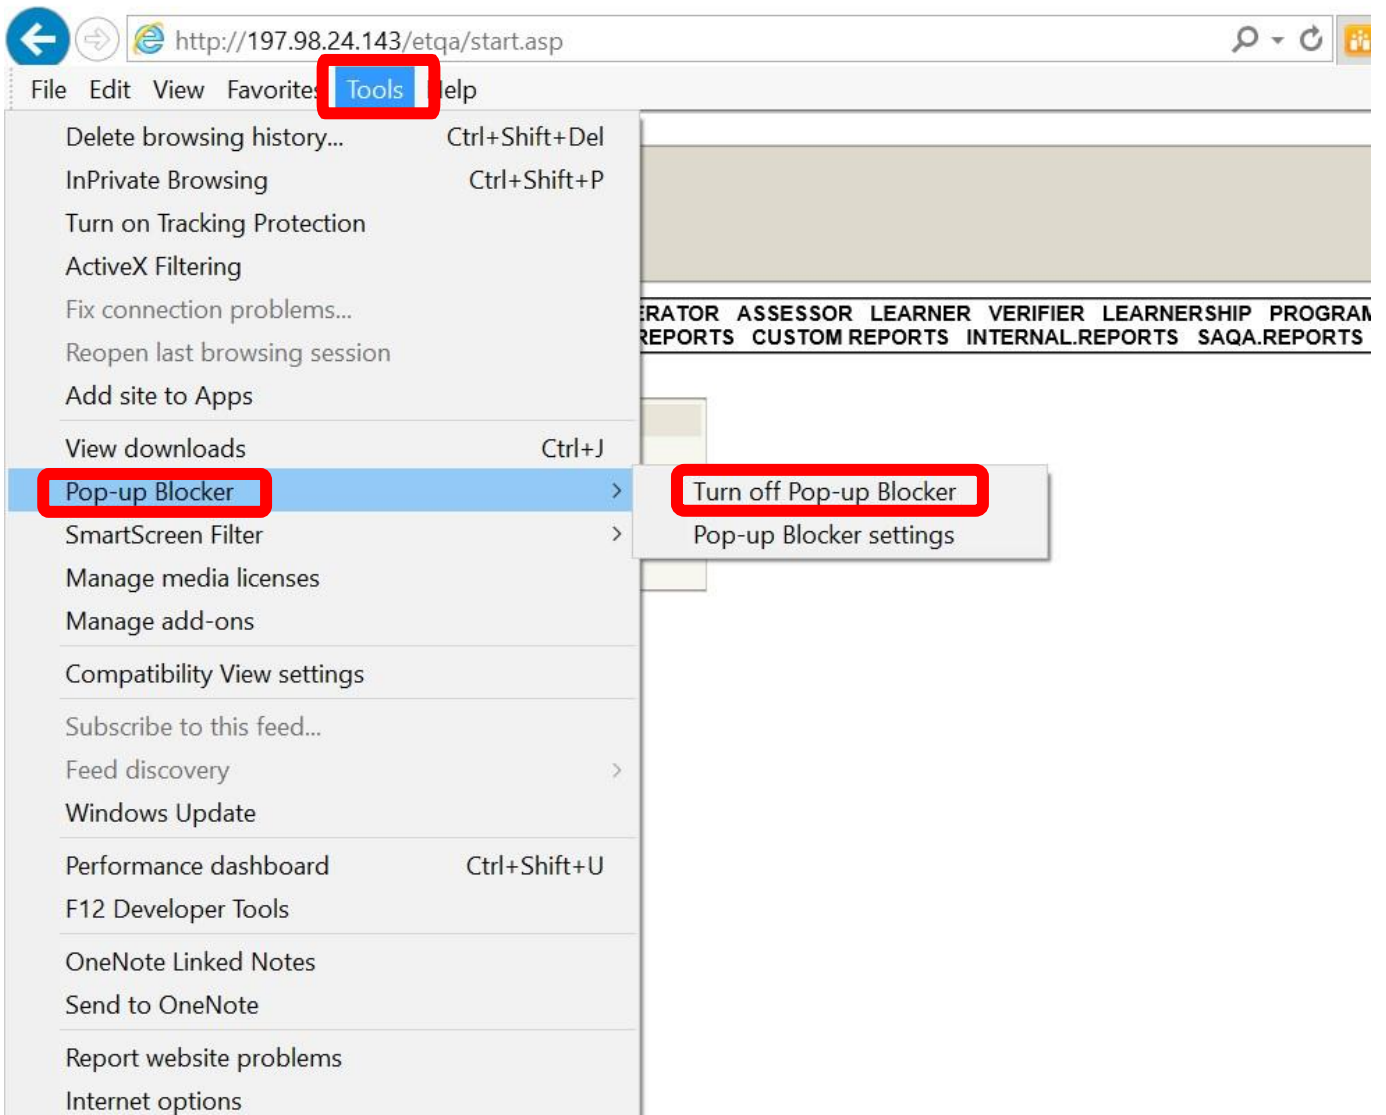 http://197.98.24.143/etqa/start.asp
File Edit View Favorites Tools Help
Delete browsing history... Ctrl+Shift+Del
InPrivate Browsing Ctrl+Shift+P
Turn on Tracking Protection
ActiveX Filtering
Fix connection problems...
ERATOR ASSESSOR LEARNER VERIFIER LEARNERSHIP PROGRAM
Reopen last browsing session
REPORTS CUSTOM REPORTS INTERNAL.REPORTS SAQA.REPORTS
Add site to Apps
View downloads Ctrl+J
Pop-up Blocker
Turn off Pop-up Blocker
SmartScreen Filter
Pop-up Blocker settings
Manage media licenses
Manage add-ons
Compatibility View settings
Subscribe to this feed...
Feed discovery
Windows Update
Performance dashboard Ctrl+Shift+U
F12 Developer Tools
OneNote Linked Notes
Send to OneNote
Report website problems
Internet options